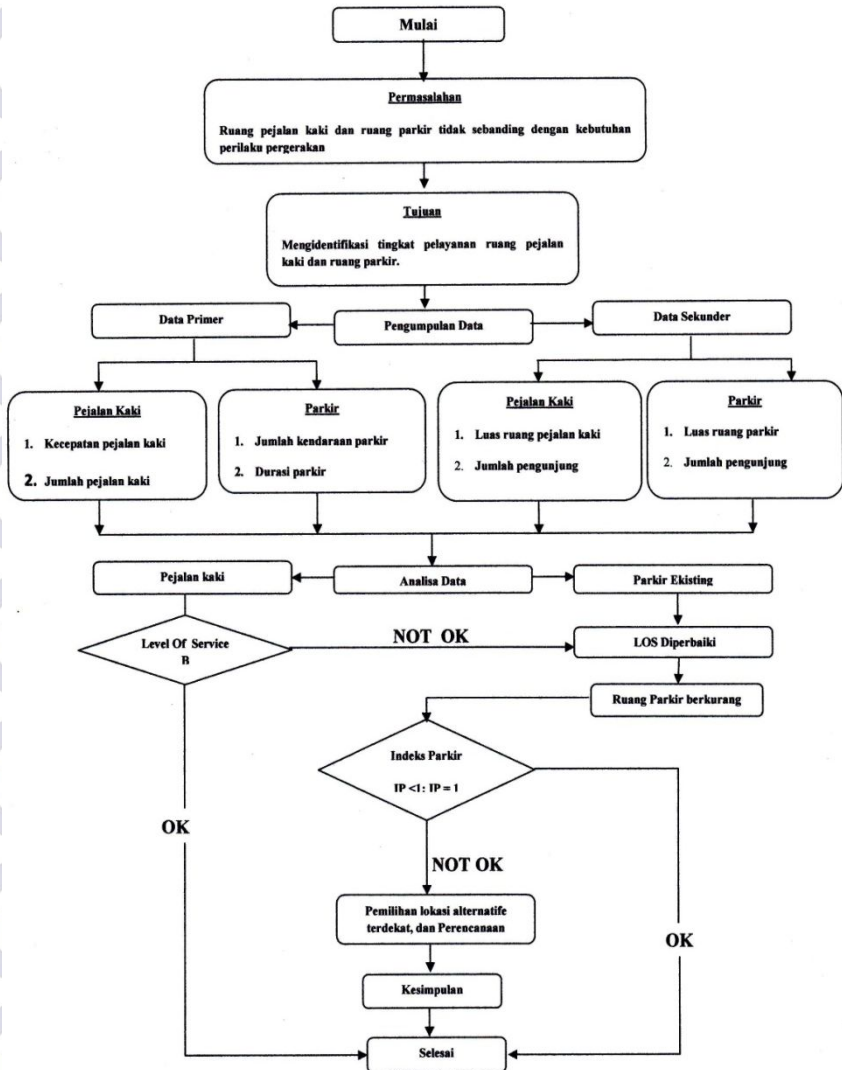 Mulai
Permasalahan
Ruang pejalan kaki dan ruang parkir tidak sebanding dengan kebutuhan
perilaku pergerakan
Tujuan
Mengidentifikasi tingkat pelayanan ruang pejalan
kaki dan ruang parkir.
Data Primer
Pengumpulan Data
Data Sekunder
Pejalan Kaki
1. Kecepatan pejalan kaki
2. Jumlah pejalan kaki
Parkir
1. Jumlah kendaraan parkir
2. Durasi parkir
Pejalan Kaki
1. Luas ruang pejalan kaki
2. Jumlah pengunjung
Parkir
1. Luas ruang parkir
2. Jumlah pengunjung
Pejalan kaki
Analisa Data
Parkir Ekisting
Level Of Service
B
NOT OK
LOS Diperbaiki
Ruang Parkir berkurang
Indeks Parkir
IP <1: IP = 1
OK
NOT OK
Pemilihan lokasi alternatife
terdekat, dan Perencanaan
OK
Kesimpulan
Selesai